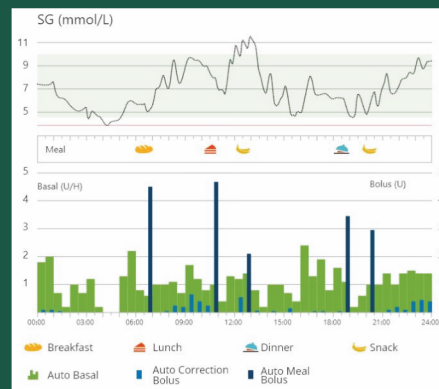 SG (mmol/L)
11
9
7
5
Meal
5
Basal (U/H)
Bolus (U)
4
3
2
1
00:00 03:00 06:00 09:00 12:00 15:00 18:00 21:00 24:00
Breakfast Lunch Dinner Snack
Auto Basal Auto Correction Bolus Auto Meal Bolus